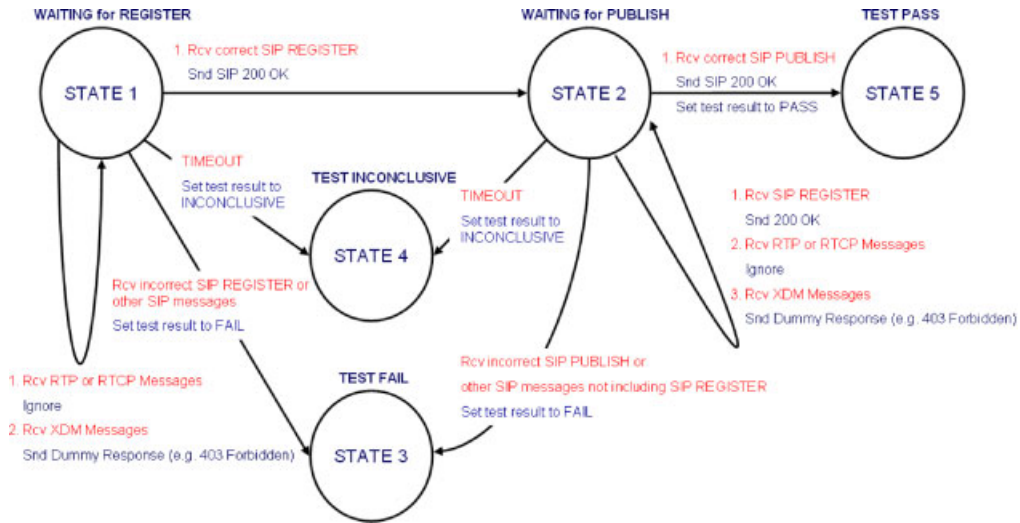 WAITING for REGISTER
WAITING for PUBLISH
TEST PASS
1. Rcv correct SIP REGISTER
Snd SIP 200 OK
1. Rcv correct SIP PUBLISH
Snd SIP 200 OK
Set test result to PASS
STATE 1
STATE 2
STATE 5
TIMEOUT
Set test result to
INCONCLUSIVE
TEST INCONCLUSIVE
STATE 4
TIMEOUT
Set test result to
INCONCLUSIVE
1. Rcv SIP REGISTER
Snd 200 OK
2. Rcv RTP or RTCP Messages
Ignore
3. Rcv XDM Messages
Snd Dummy Response (e.g. 403 Forbidden)
Rcv incorrect SIP REGISTER or
other SIP messages
Set test result to FAIL
1. Rcv RTP or RTCP Messages
Ignore
2. Rcv XDM Messages
Snd Dummy Response (e.g. 403 Forbidden)
TEST FAIL
STATE 3
Rcv incorrect SIP PUBLISH or
other SIP messages not including SIP REGISTER
Set test result to FAIL